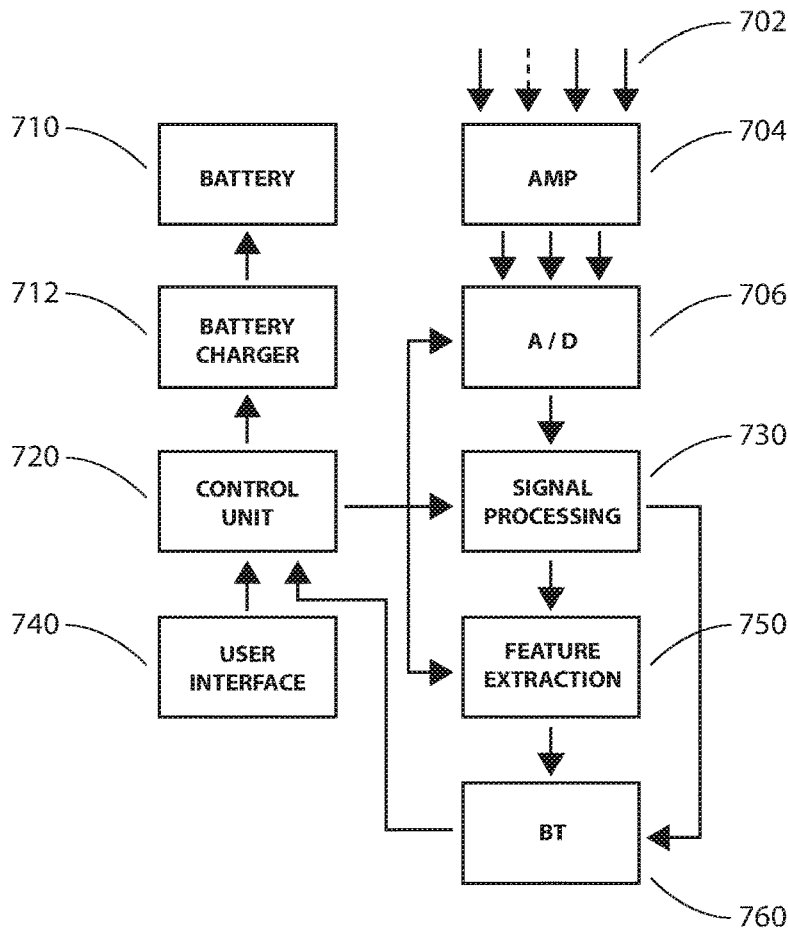 702
710
BATTERY
AMP
704
712
BATTERY
CHARGER
A / D
706
720
CONTROL
UNIT
SIGNAL
PROCESSING
730
740
USER
INTERFACE
FEATURE
EXTRACTION
750
BT
760